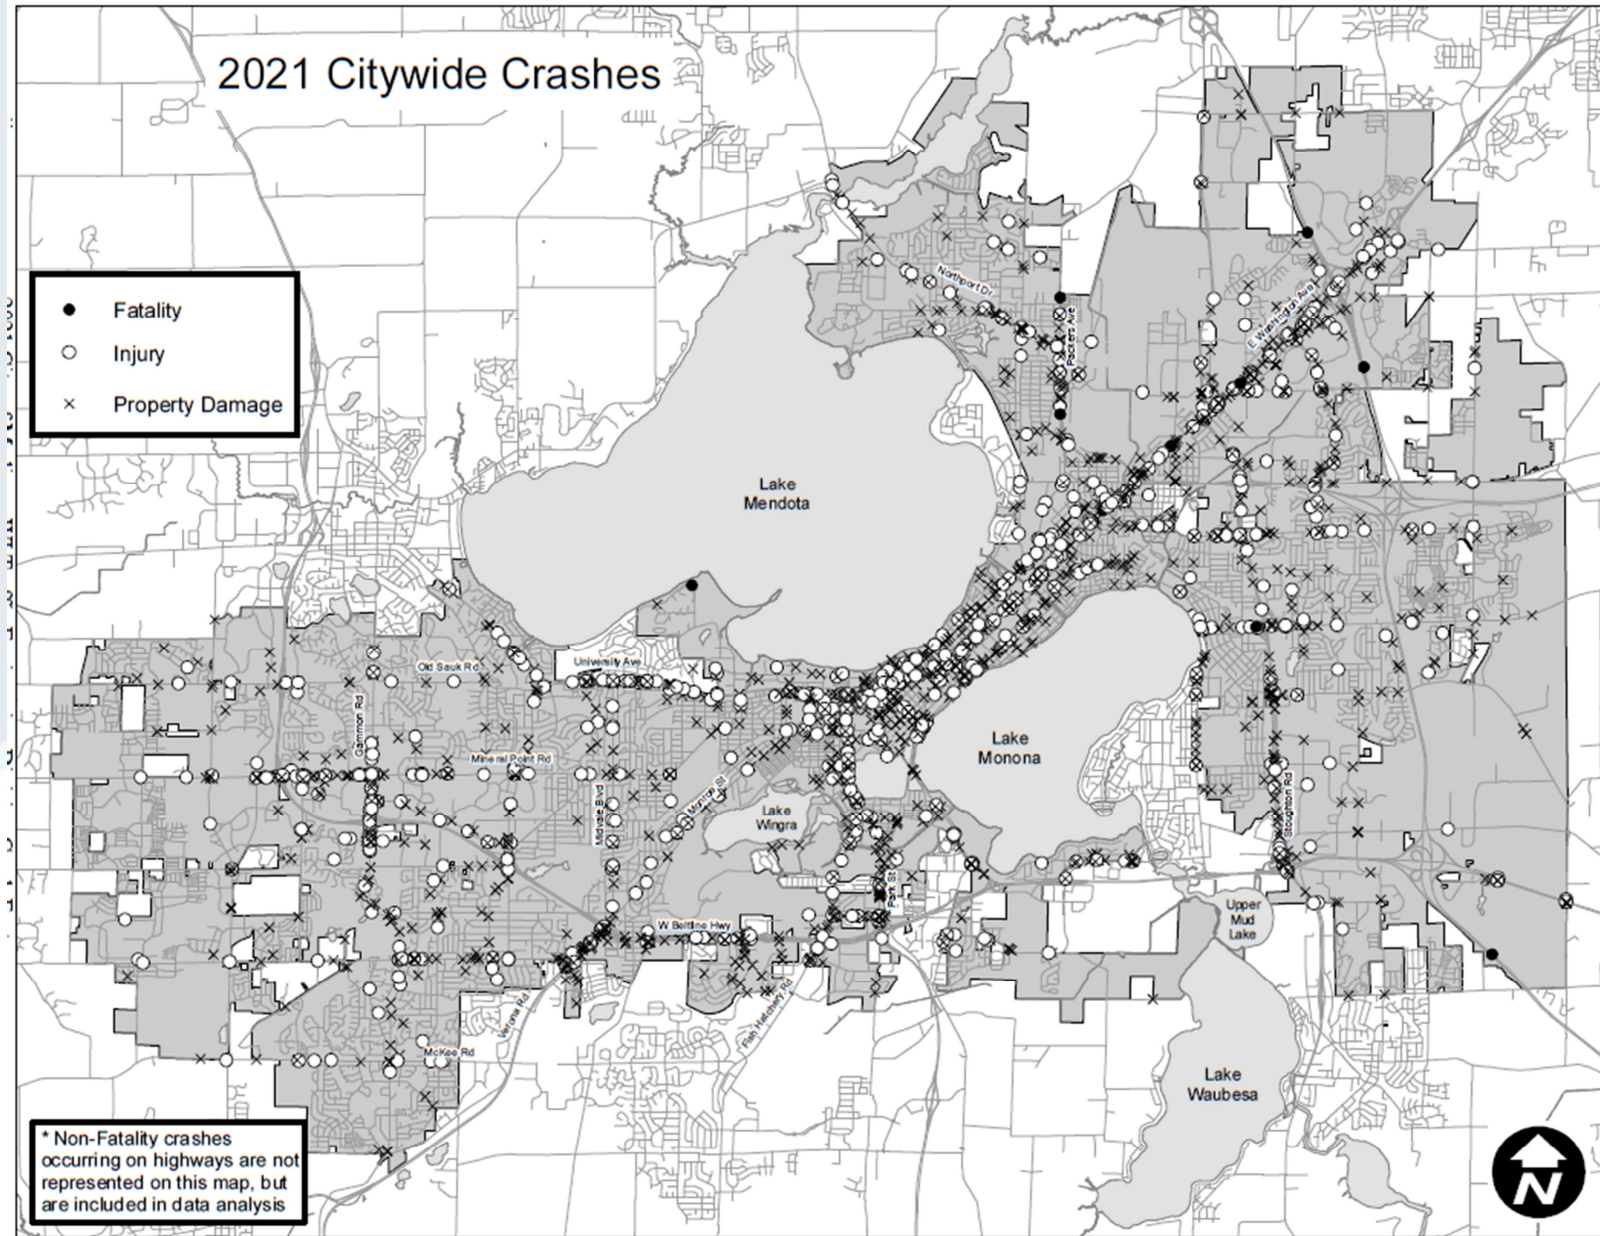 2021 Citywide Crashes
Fatality
Injury
Property Damage
Northport Dr
Packers Ave
E Washington Ave
Lake
Mendota
Old Sauk Rd
University Ave
Gammon Rd
Mineral Point Rd
Midvale Blvd
Monroe St
Lake
Wingra
Lake
Monona
Stoughton Rd
Park St
W Beltline Hwy
Upper
Mud
Lake
Verona Rd
Fish Hatchery Rd
McKee Rd
Lake
Waubesa
* Non-Fatality crashes
occurring on highways are not
represented on this map, but
are included in data analysis
N